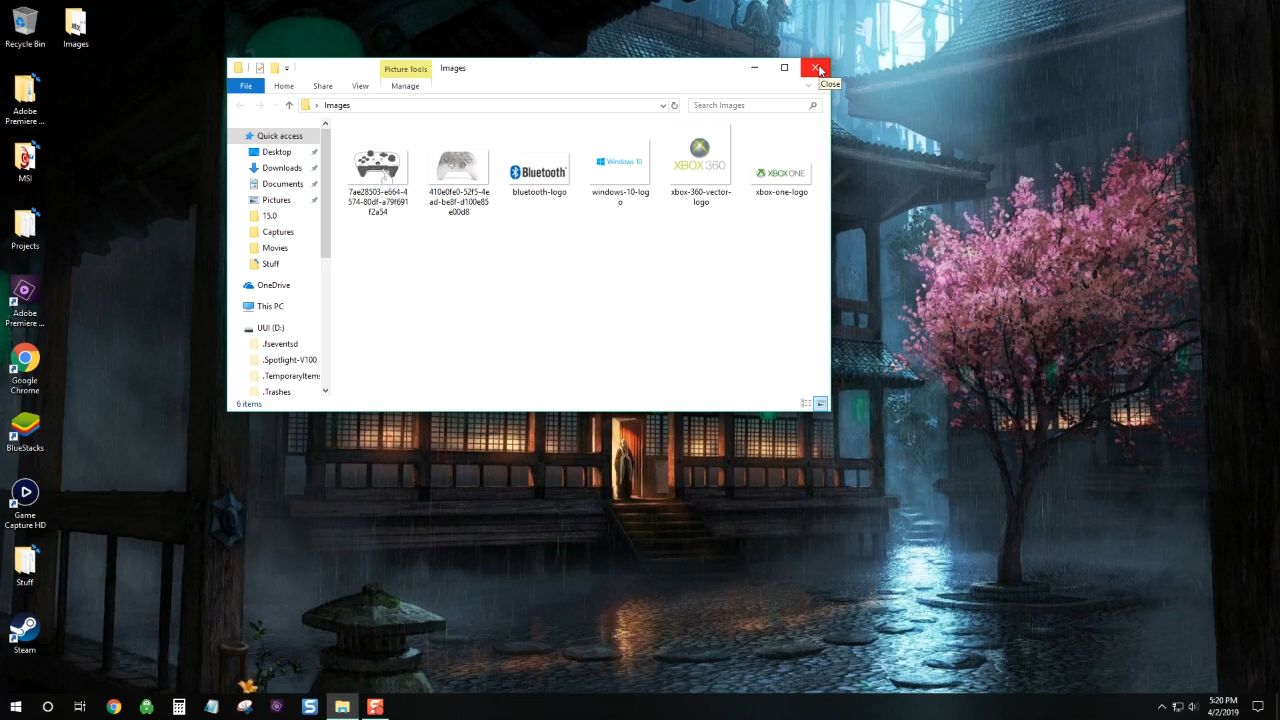 Recycle Bin
Images
Adobe
Premiere ...
MSI
Projects
Adobe
Premiere ...
Google
Chrome
BlueStacks
Game
Capture HD
Stuff
Steam
Picture Tools
Images
Close
File
Home
Share
View
Manage
Images
Search Images
Quick access
Desktop
Downloads
Documents
Pictures
15.0
Captures
Movies
Stuff
OneDrive
This PC
UUI (D:)
.fseventsd
.Spotlight-V100
.TemporaryItems
.Trashes
7ae28503-e664-4
574-80df-a79f691
f2a54
410e0fe0-52f5-4e
ad-be8f-d100e85
e00d8
Bluetooth
bluetooth-logo
Windows 10
windows-10-log
o
XBOX 360
xbox-360-vector-
logo
XBOX ONE
xbox-one-logo
6 items
5:20 PM
4/2/2019